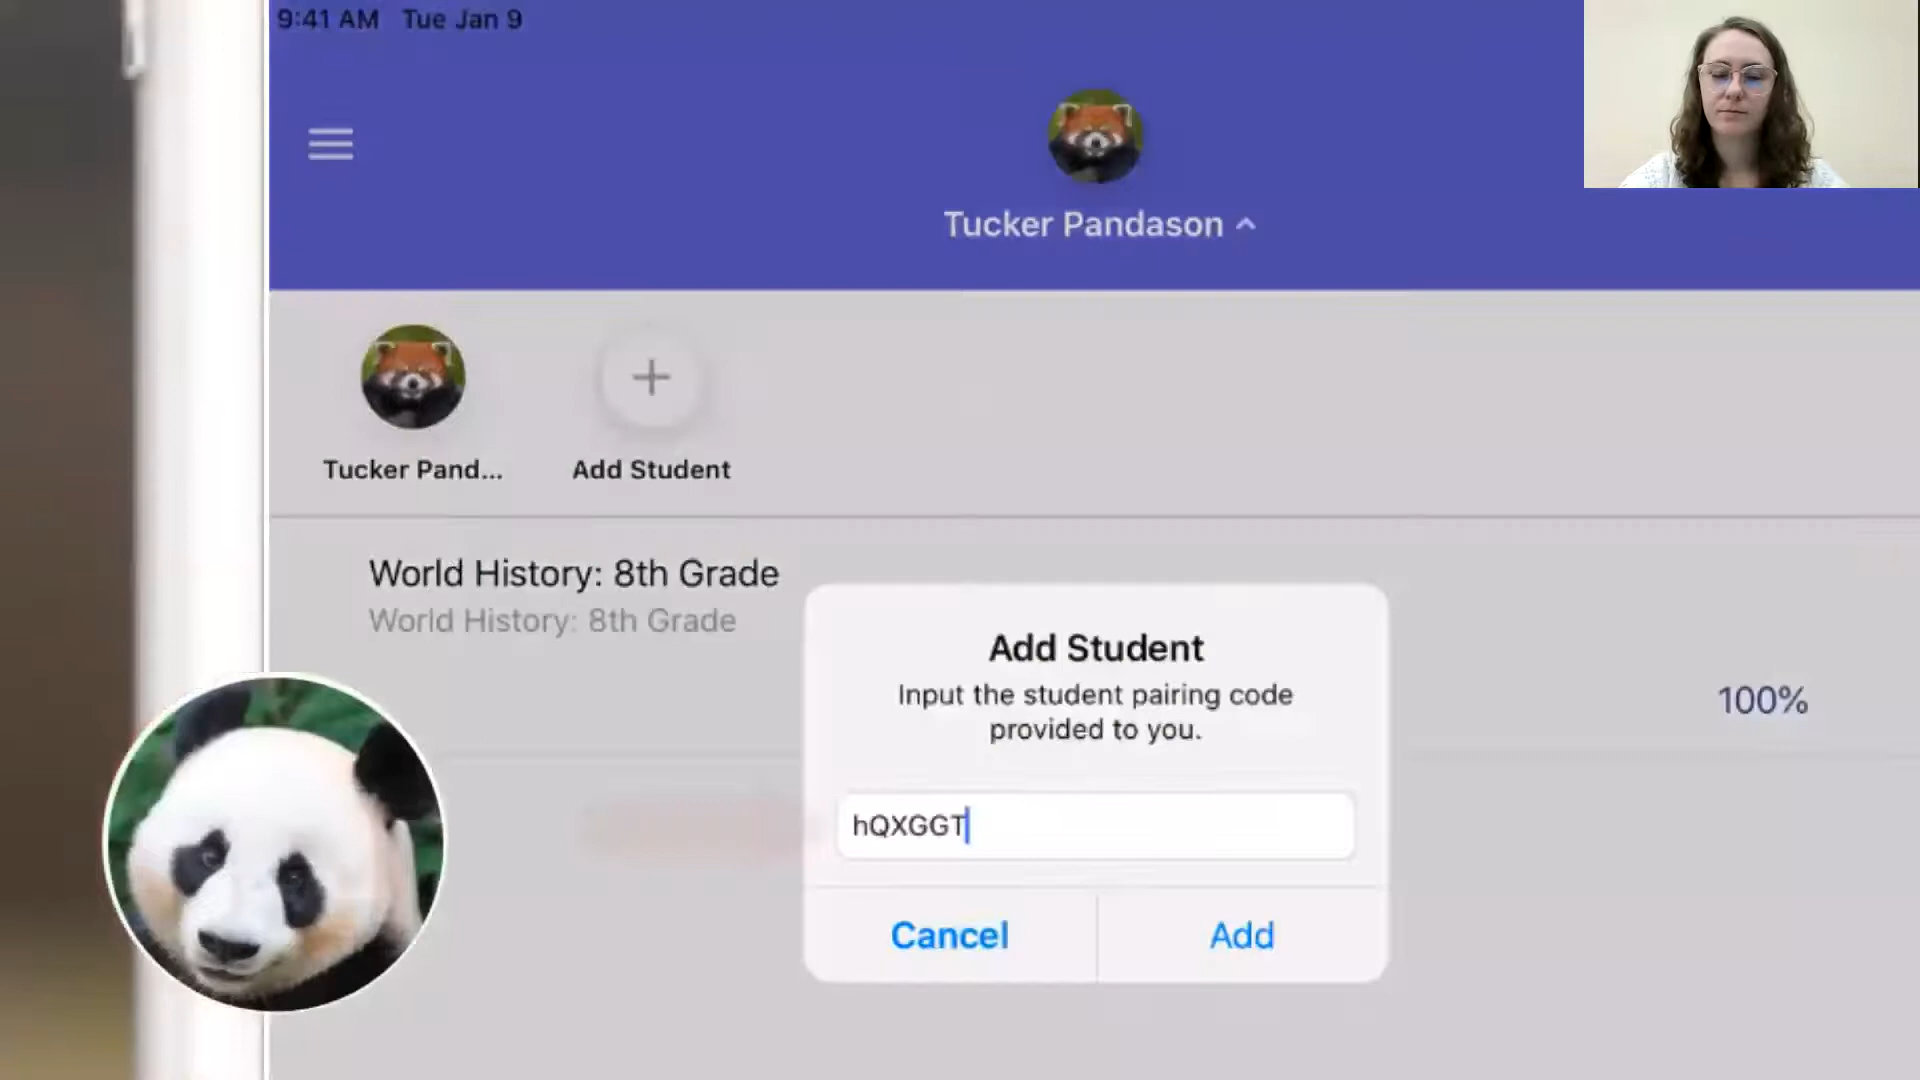 9:41 AM Tue Jan 9
Tucker Pandason
Tucker Pand...
Add Student
World History: 8th Grade
World History: 8th Grade
100%
Add Student
Input the student pairing code
provided to you.
hQXGGT
Cancel
Add